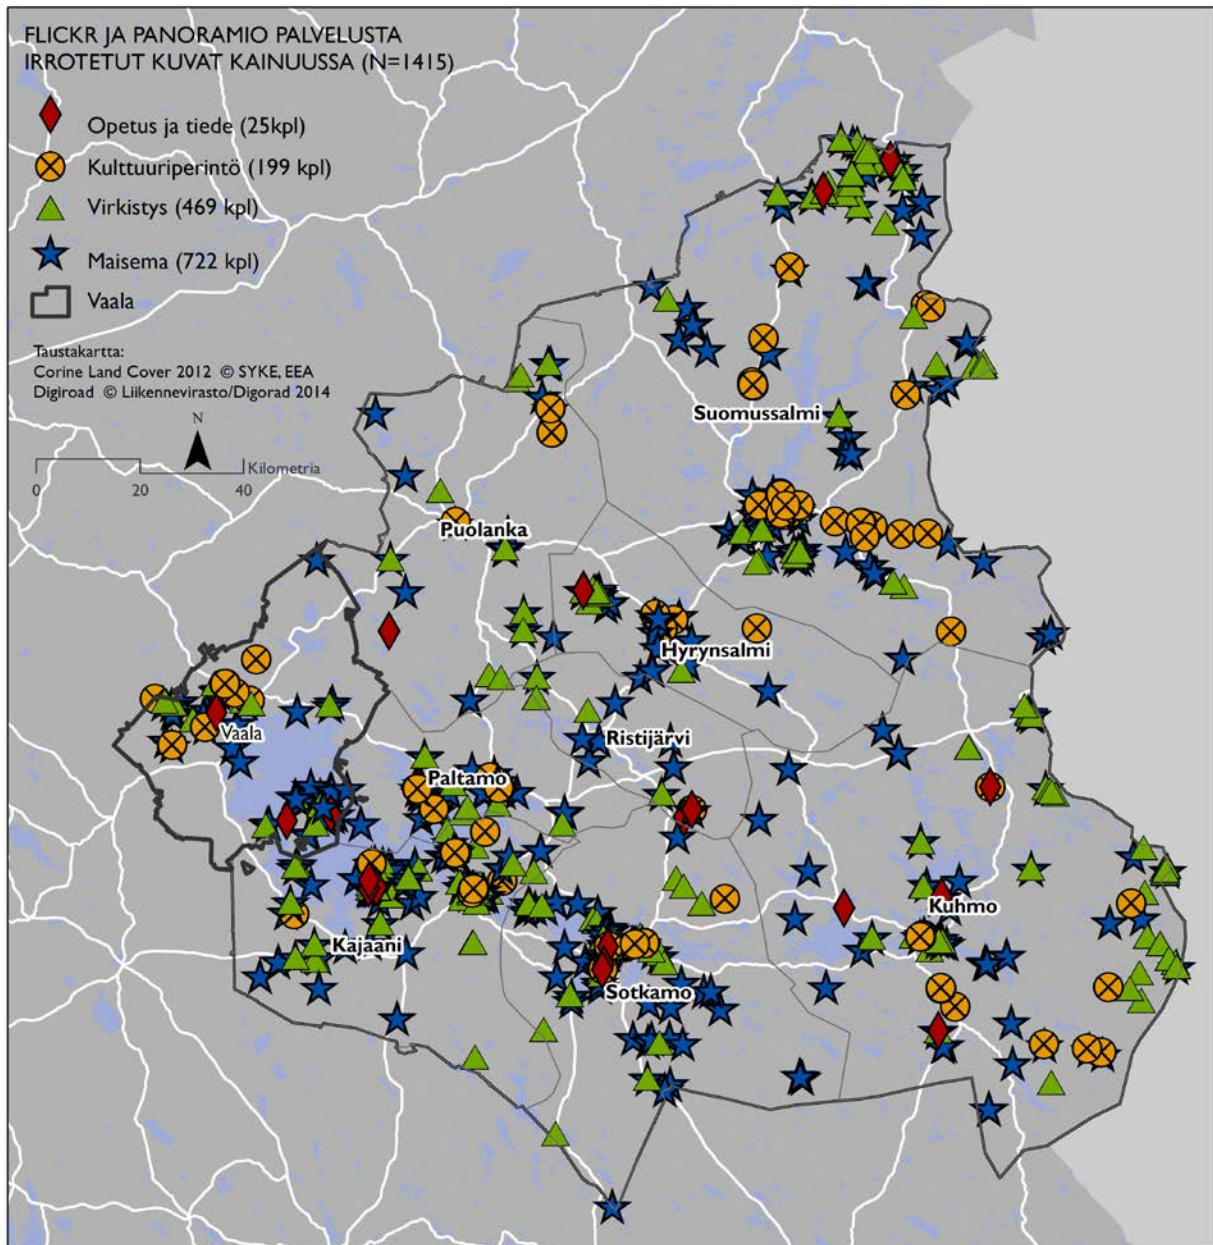 FLICKR JA PANORAMIO PALVELUSTA
IRROTETUT KUVAT KAINUUSSA (N=1415)
Opetus ja tiede (25kpl)
Kulttuuriperintö (199 kpl)
Virkistys (469 kpl)
Maisema (722 kpl)
Vaala
Taustakartta:
Corine Land Cover 2012 © SYKE, EEA
Digiroad © Liikennevirasto/Digorad 2014
N
Kilometria
0 20 40
Suomussalmi
Puolanka
Hyrynsalmi
Vaala
Ristijärvi
Paltamo
Kuhmo
Kajaani
Sotkamo